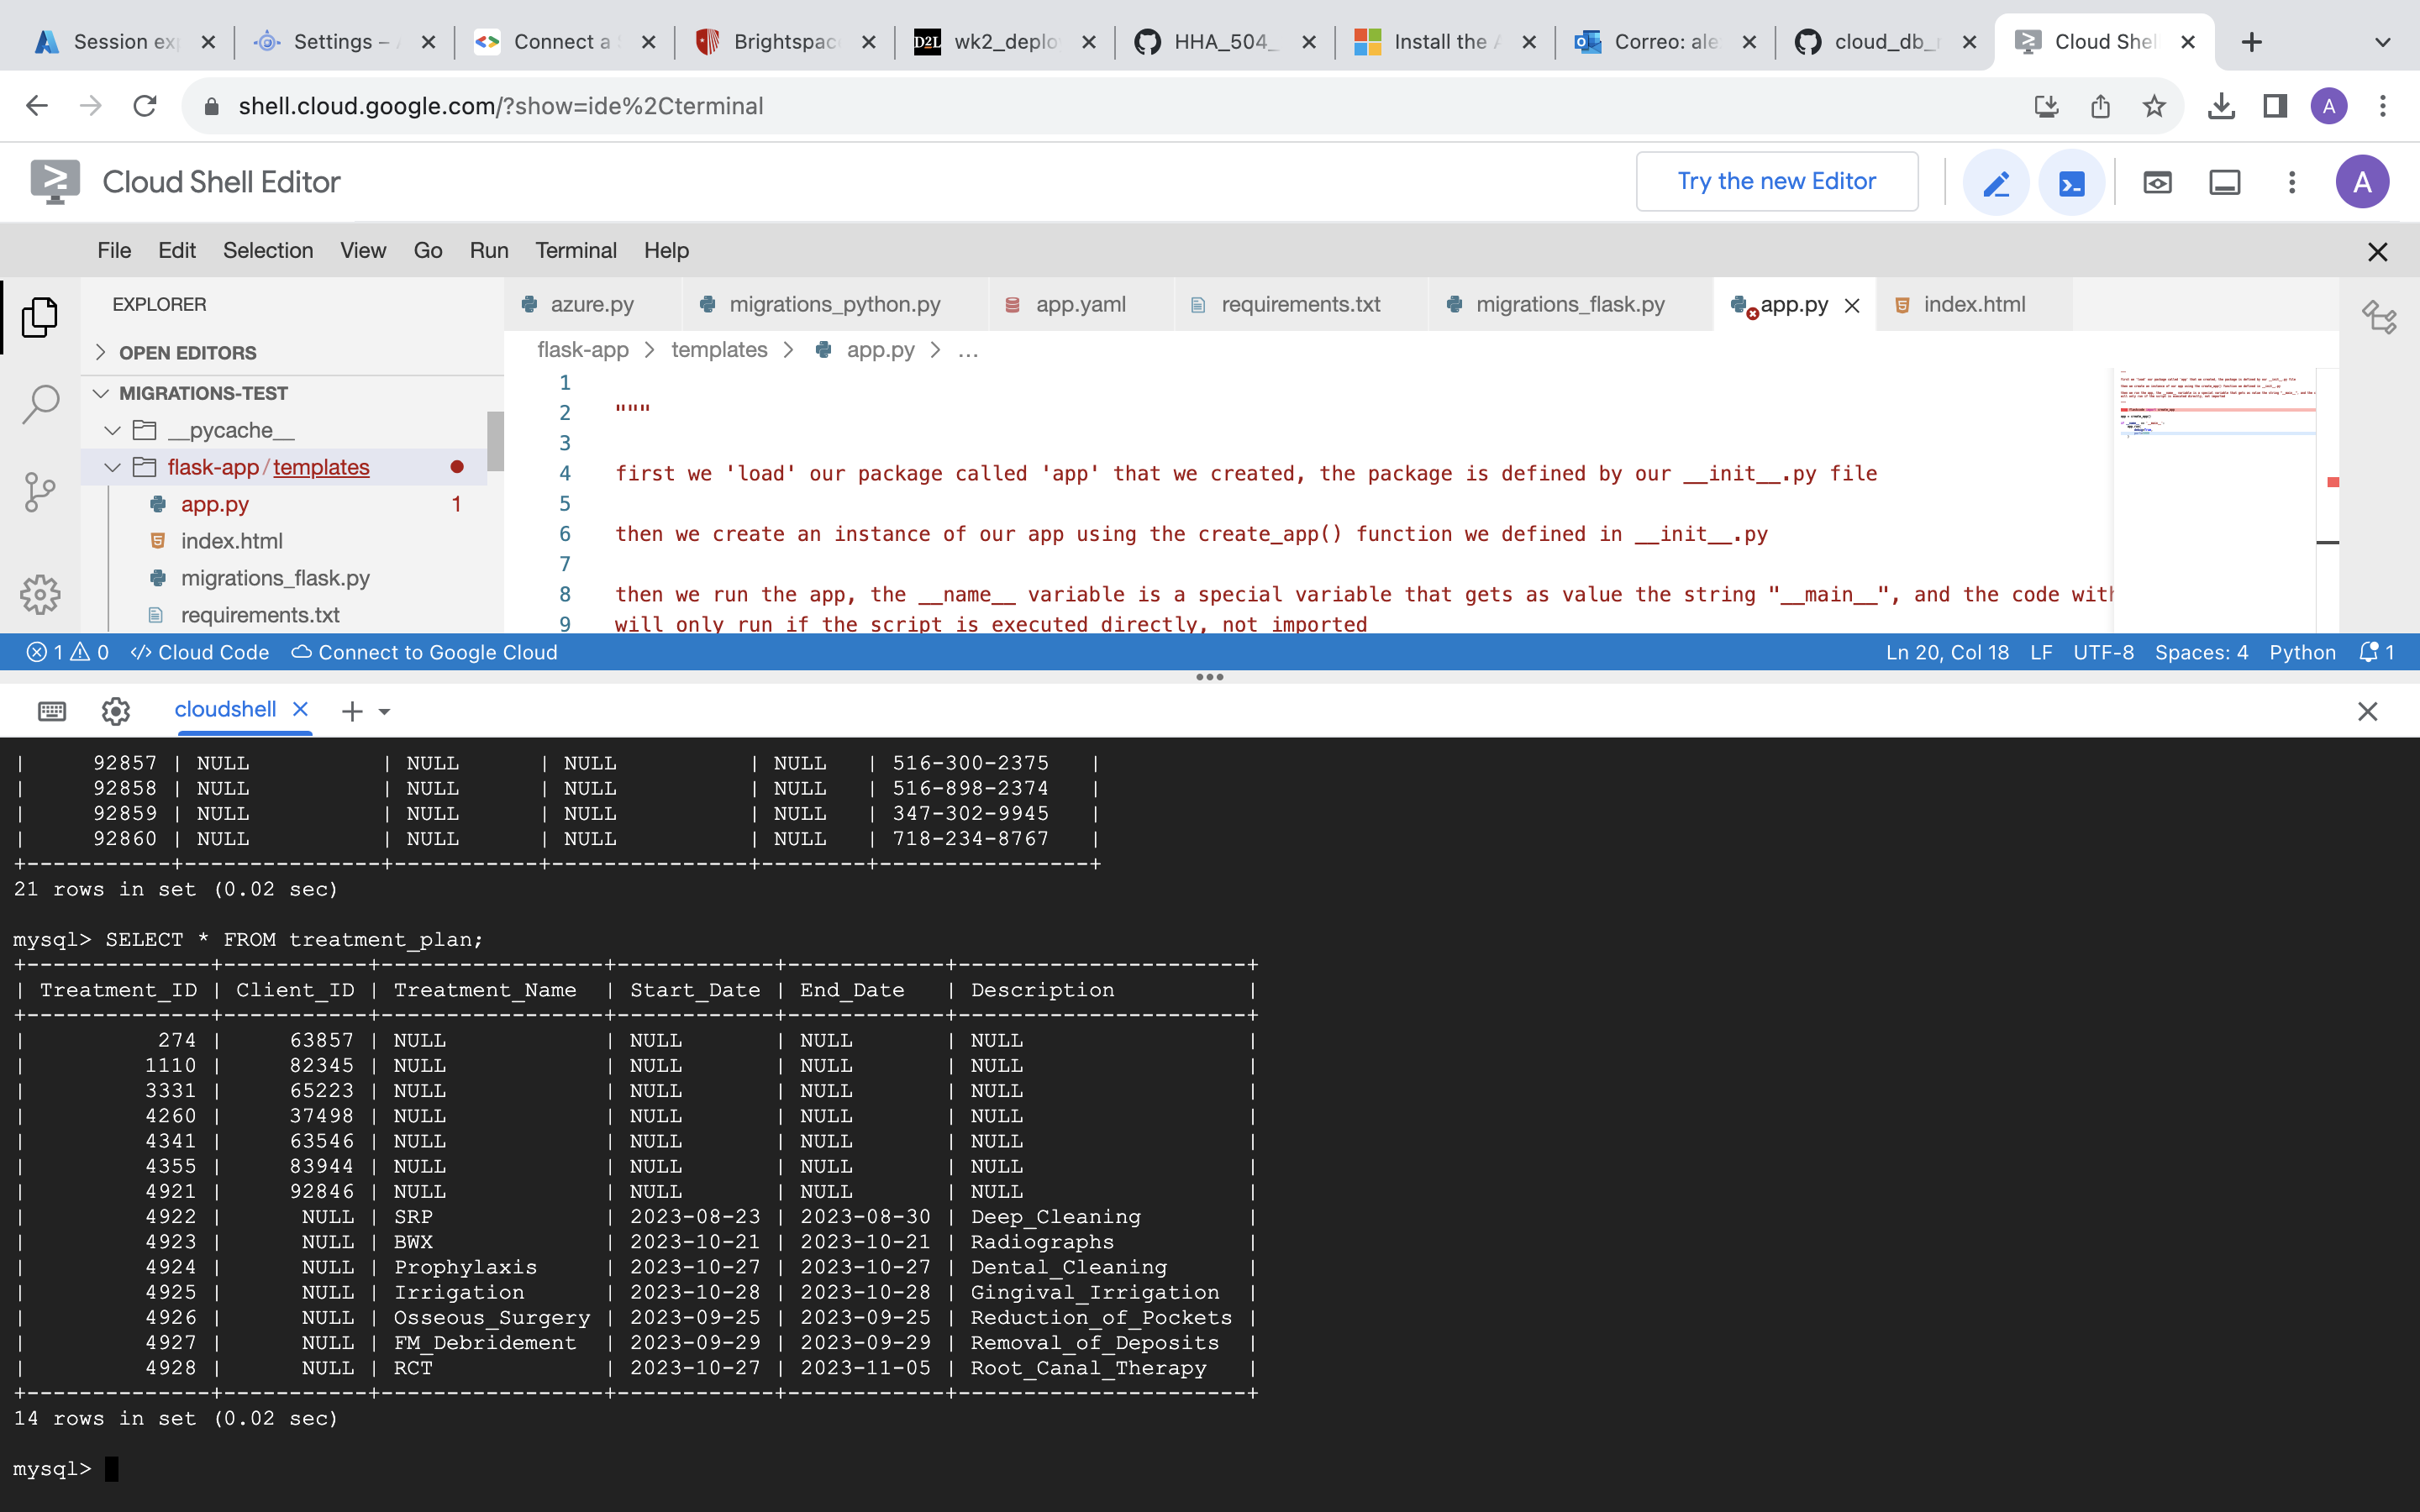 Session ex
Settings –
Connect a
Brightspac
D2L wk2_deplo
HHA_504_
Install the
Correo: ale
cloud_db_
Cloud Shel
shell.cloud.google.com/?show=ide%2Cterminal
A
Cloud Shell Editor
Try the new Editor
A
File Edit Selection View Go Run Terminal Help
EXPLORER
azure.py migrations_python.py app.yaml requirements.txt migrations_flask.py app.py index.html
OPEN EDITORS
flask-app > templates > app.py > ...
MIGRATIONS-TEST
__pycache__
flask-app/templates
app.py 1
index.html
migrations_flask.py
requirements.txt
1
2 """
3
4 first we 'load' our package called 'app' that we created, the package is defined by our __init__.py file
5
6 then we create an instance of our app using the create_app() function we defined in __init__.py
7
8 then we run the app, the __name__ variable is a special variable that gets as value the string "__main__", and the code with
9 will only run if the script is executed directly, not imported
1 0 </> Cloud Code Connect to Google Cloud Ln 20, Col 18 LF UTF-8 Spaces: 4 Python 1
cloudshell
| 92857 | NULL | NULL | NULL | NULL | 516-300-2375 |
| 92858 | NULL | NULL | NULL | NULL | 516-898-2374 |
| 92859 | NULL | NULL | NULL | NULL | 347-302-9945 |
| 92860 | NULL | NULL | NULL | NULL | 718-234-8767 |
21 rows in set (0.02 sec)
mysql> SELECT * FROM treatment_plan;
| Treatment_ID | Client_ID | Treatment_Name | Start_Date | End_Date | Description |
| 274 | 63857 | NULL | NULL | NULL | NULL |
| 1110 | 82345 | NULL | NULL | NULL | NULL |
| 3331 | 65223 | NULL | NULL | NULL | NULL |
| 4260 | 37498 | NULL | NULL | NULL | NULL |
| 4341 | 63546 | NULL | NULL | NULL | NULL |
| 4355 | 83944 | NULL | NULL | NULL | NULL |
| 4921 | 92846 | NULL | NULL | NULL | NULL |
| 4922 | NULL | SRP | 2023-08-23 | 2023-08-30 | Deep_Cleaning |
| 4923 | NULL | BWX | 2023-10-21 | 2023-10-21 | Radiographs |
| 4924 | NULL | Prophylaxis | 2023-10-27 | 2023-10-27 | Dental_Cleaning |
| 4925 | NULL | Irrigation | 2023-10-28 | 2023-10-28 | Gingival_Irrigation |
| 4926 | NULL | Osseous_Surgery | 2023-09-25 | 2023-09-25 | Reduction_of_Pockets |
| 4927 | NULL | FM_Debridement | 2023-09-29 | 2023-09-29 | Removal_of_Deposits |
| 4928 | NULL | RCT | 2023-10-27 | 2023-11-05 | Root_Canal_Therapy |
14 rows in set (0.02 sec)
mysql>